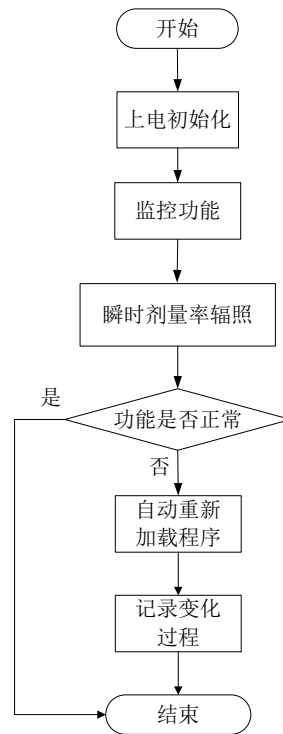 开始
上电初始化
监控功能
瞬时剂量率辐照
是
功能是否正常
否
自动重新
加载程序
记录变化
过程
结束